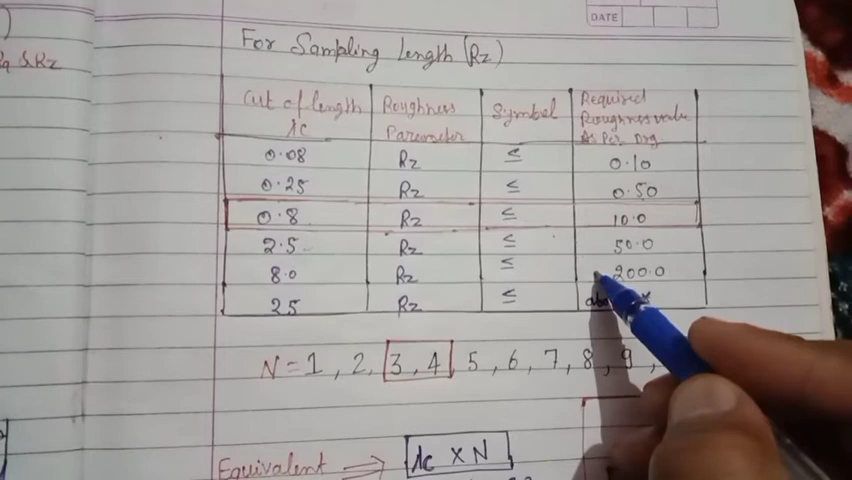 DATE
)
& Rz
For Sampling Length (Rz)
Cut of length λc | Roughness Parameter | Symbol | Required Roughness value As Per Drg
0.08 Rz ≤ 0.10
0.25 Rz ≤ 0.50
0.8 Rz ≤ 10.0
2.5 Rz ≤ 50.0
8.0 Rz ≤ 200.0
25 Rz ≤
N = 1, 2, 3, 4, 5, 6, 7, 8, 9,
Equivalent ⇒ λc X N